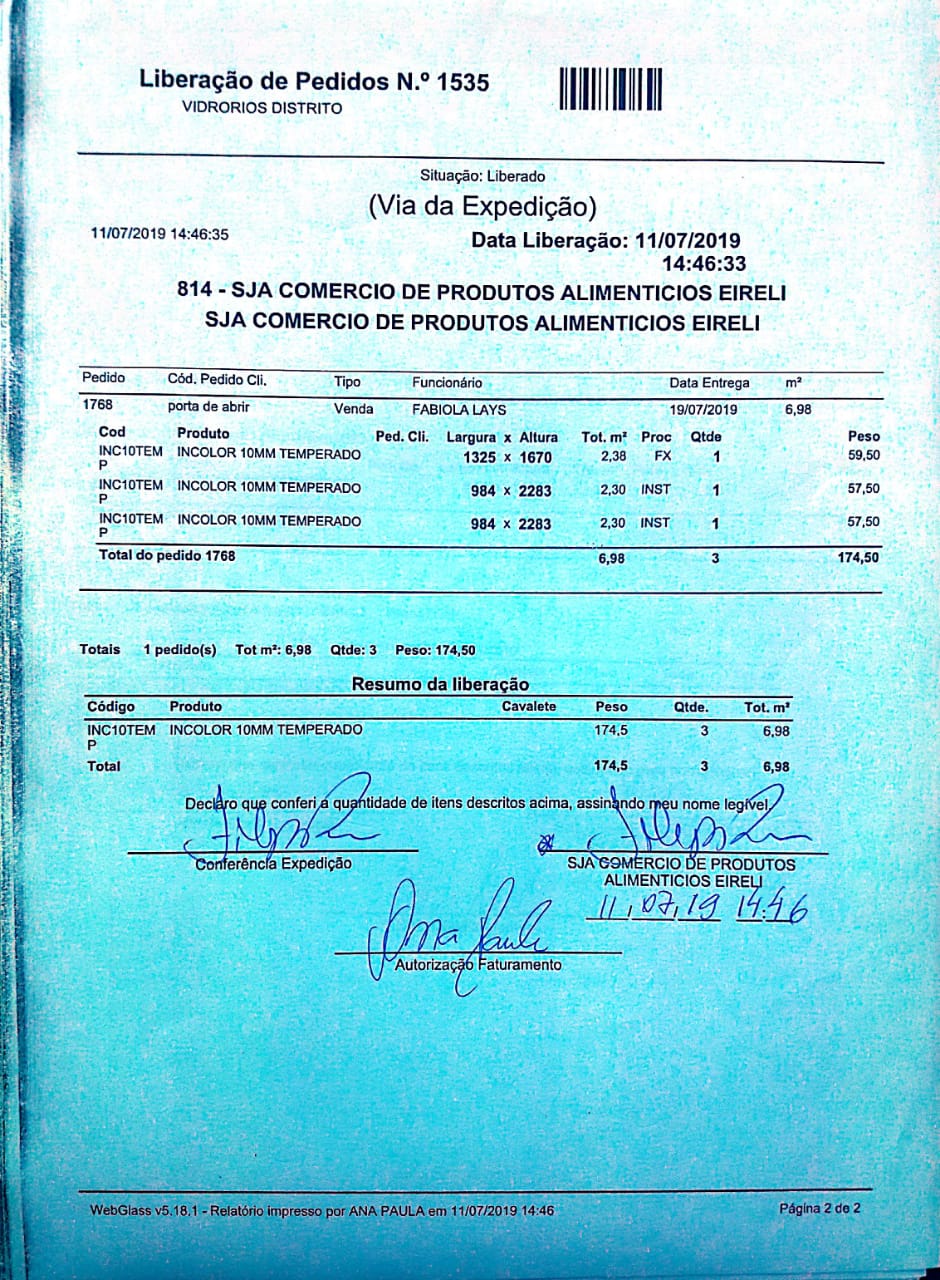 Liberação de Pedidos N.º 1535
VIDRORIOS DISTRITO
Situação: Liberado
(Via da Expedição)
11/07/2019 14:46:35
Data Liberação: 11/07/2019
14:46:33
814 - SJA COMERCIO DE PRODUTOS ALIMENTICIOS EIRELI
SJA COMERCIO DE PRODUTOS ALIMENTICIOS EIRELI
Pedido Cód. Pedido Cli. Tipo Funcionário Data Entrega m²
1768 porta de abrir Venda FABIOLA LAYS 19/07/2019 6,98
Cod Produto Ped. Cli. Largura x Altura Tot. m² Proc Qtde Peso
INC10TEM INCOLOR 10MM TEMPERADO 1325 x 1670 2,38 FX 1 59,50
P
INC10TEM INCOLOR 10MM TEMPERADO 984 x 2283 2,30 INST 1 57,50
P
INC10TEM INCOLOR 10MM TEMPERADO 984 x 2283 2,30 INST 1 57,50
P
Total do pedido 1768 6,98 3 174,50
Totais 1 pedido(s) Tot m²: 6,98 Qtde: 3 Peso: 174,50
Resumo da liberação
Código Produto Cavalete Peso Qtde. Tot. m²
INC10TEM INCOLOR 10MM TEMPERADO 174,5 3 6,98
P
Total 174,5 3 6,98
Declaro que conferi a quantidade de itens descritos acima, assinando meu nome legível.
Conferência Expedição
SJA COMERCIO DE PRODUTOS
ALIMENTICIOS EIRELI
11/07/19 14:46
Ana Paula
Autorização Faturamento
WebGlass v5.18.1 - Relatório impresso por ANA PAULA em 11/07/2019 14:46
Página 2 de 2